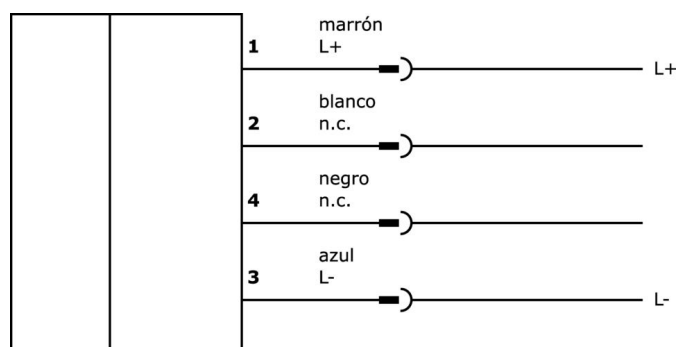 marrón
1 L+
L+
blanco
2 n.c.
negro
4 n.c.
azul
3 L-
L-